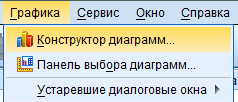 Графика Сервис Окно Справка
Конструктор диаграмм...
Панель выбора диаграмм...
Устаревшие диалоговые окна